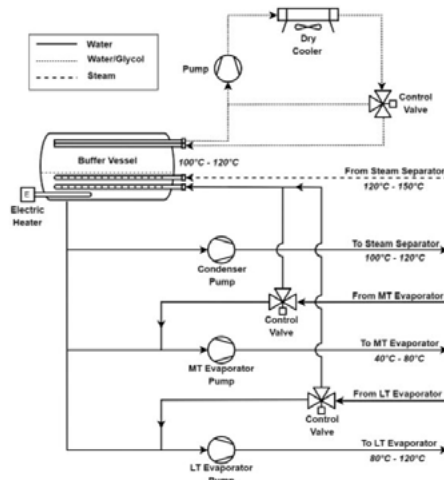 Water
Water/Glycol
Steam
Dry
Cooler
Pump
Control
Valve
Buffer Vessel
100°C - 120°C
From Steam Separator
120°C - 150°C
E
Electric
Heater
To Steam Separator
100°C - 120°C
Condenser
Pump
From MT Evaporator
Control
Valve
To MT Evaporator
40°C - 80°C
MT Evaporator
Pump
From LT Evaporator
Control
Valve
To LT Evaporator
80°C - 120°C
LT Evaporator
Pump